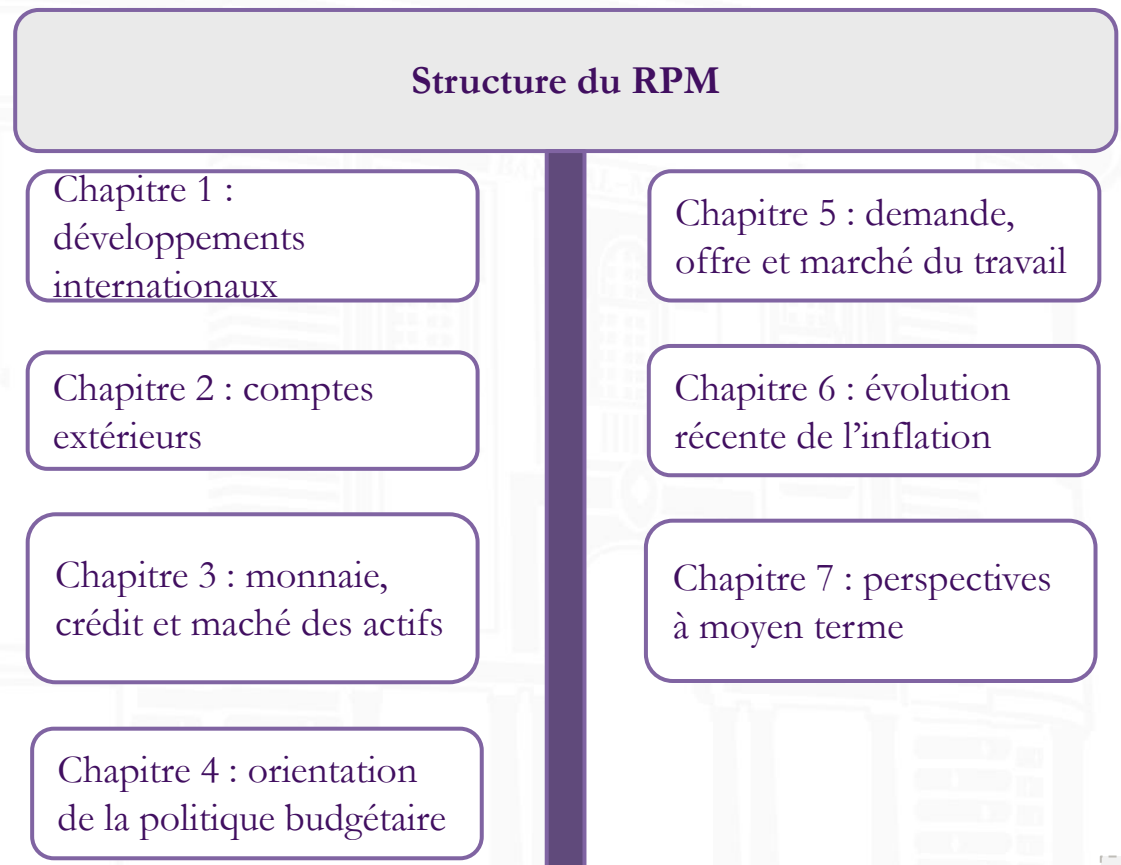 Structure du RPM
Chapitre 1 :
développements
internationaux
Chapitre 2 : comptes
extérieurs
Chapitre 3 : monnaie,
crédit et maché des actifs
Chapitre 4 : orientation
de la politique budgétaire
Chapitre 5 : demande,
offre et marché du travail
Chapitre 6 : évolution
récente de l’inflation
Chapitre 7 : perspectives
à moyen terme